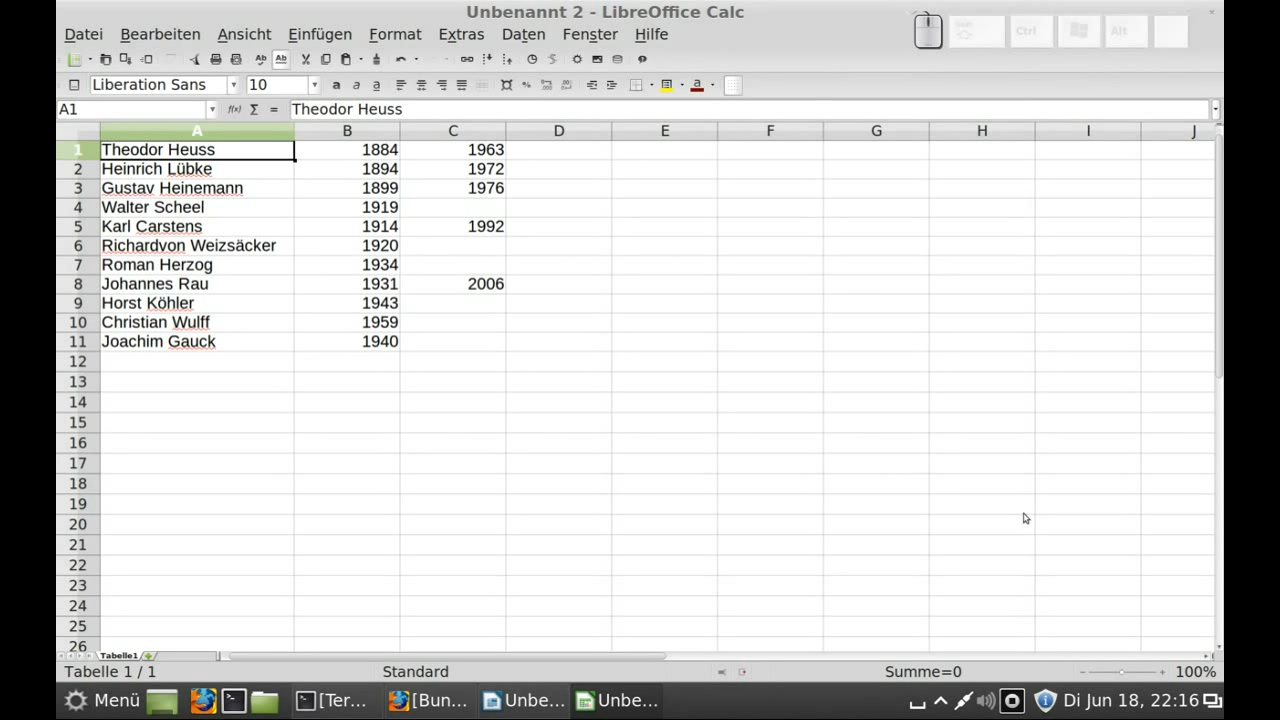 Unbenannt 2 - LibreOffice Calc
Datei Bearbeiten Ansicht Einfügen Format Extras Daten Fenster Hilfe
Ctrl Alt
Liberation Sans 10
A1 Theodor Heuss
A B C D E F G H I J
1 Theodor Heuss 1884 1963
2 Heinrich Lübke 1894 1972
3 Gustav Heinemann 1899 1976
4 Walter Scheel 1919
5 Karl Carstens 1914 1992
6 Richardvon Weizsäcker 1920
7 Roman Herzog 1934
8 Johannes Rau 1931 2006
9 Horst Köhler 1943
10 Christian Wulff 1959
11 Joachim Gauck 1940
12
13
14
15
16
17
18
19
20
21
22
23
24
25
26
Tabelle1
Tabelle 1 / 1 Standard Summe=0 100%
Menü [Ter... [Bun... Unbe... Unbe... Di Jun 18, 22:16